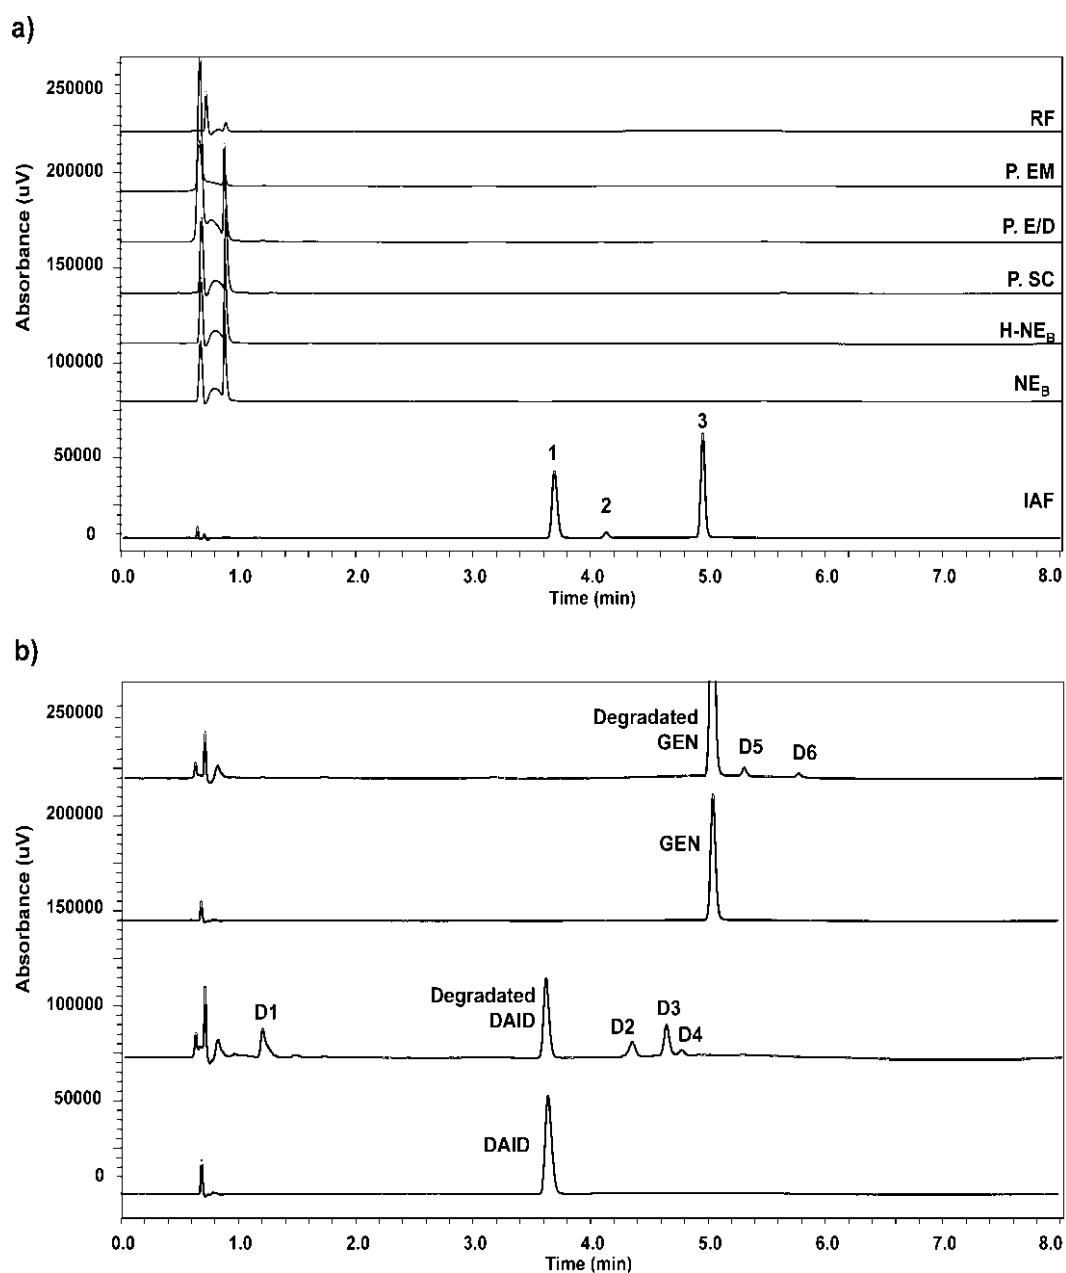 a)
Absorbance (uV)
250000
200000
150000
100000
50000
0
RF
P. EM
P. E/D
P. SC
H-NEB
NEB
IAF
1
2
3
0.0 1.0 2.0 3.0 4.0 5.0 6.0 7.0 8.0
Time (min)
b)
Absorbance (uV)
250000
200000
150000
100000
50000
0
Degradated
GEN
D5
D6
GEN
Degradated
DAID
D1
D2
D3
D4
DAID
0.0 1.0 2.0 3.0 4.0 5.0 6.0 7.0 8.0
Time (min)